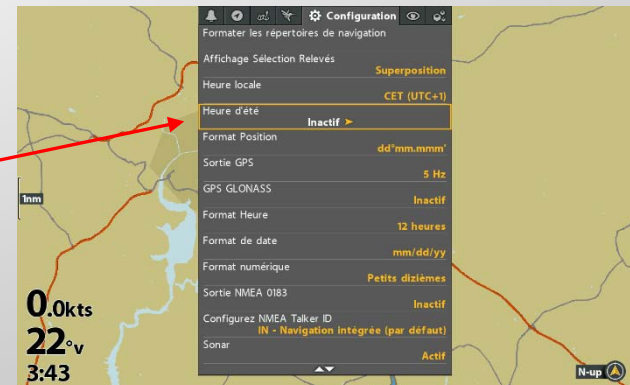 Configuration
Formater les répertoires de navigation
Affichage Sélection Relevés
Superposition
Heure locale
CET (UTC+1)
Heure d'été
Inactif
Format Position
dd°mm.mmm'
Sortie GPS
5 Hz
GPS GLONASS
Inactif
Format Heure
12 heures
Format de date
mm/dd/yy
Format numérique
Petits dizièmes
Sortie NMEA 0183
Inactif
Configurez NMEA Talker ID
IN - Navigation intégrée (par défaut)
Sonar
Actif
1nm
0.0kts
22°v
3:43
N-up